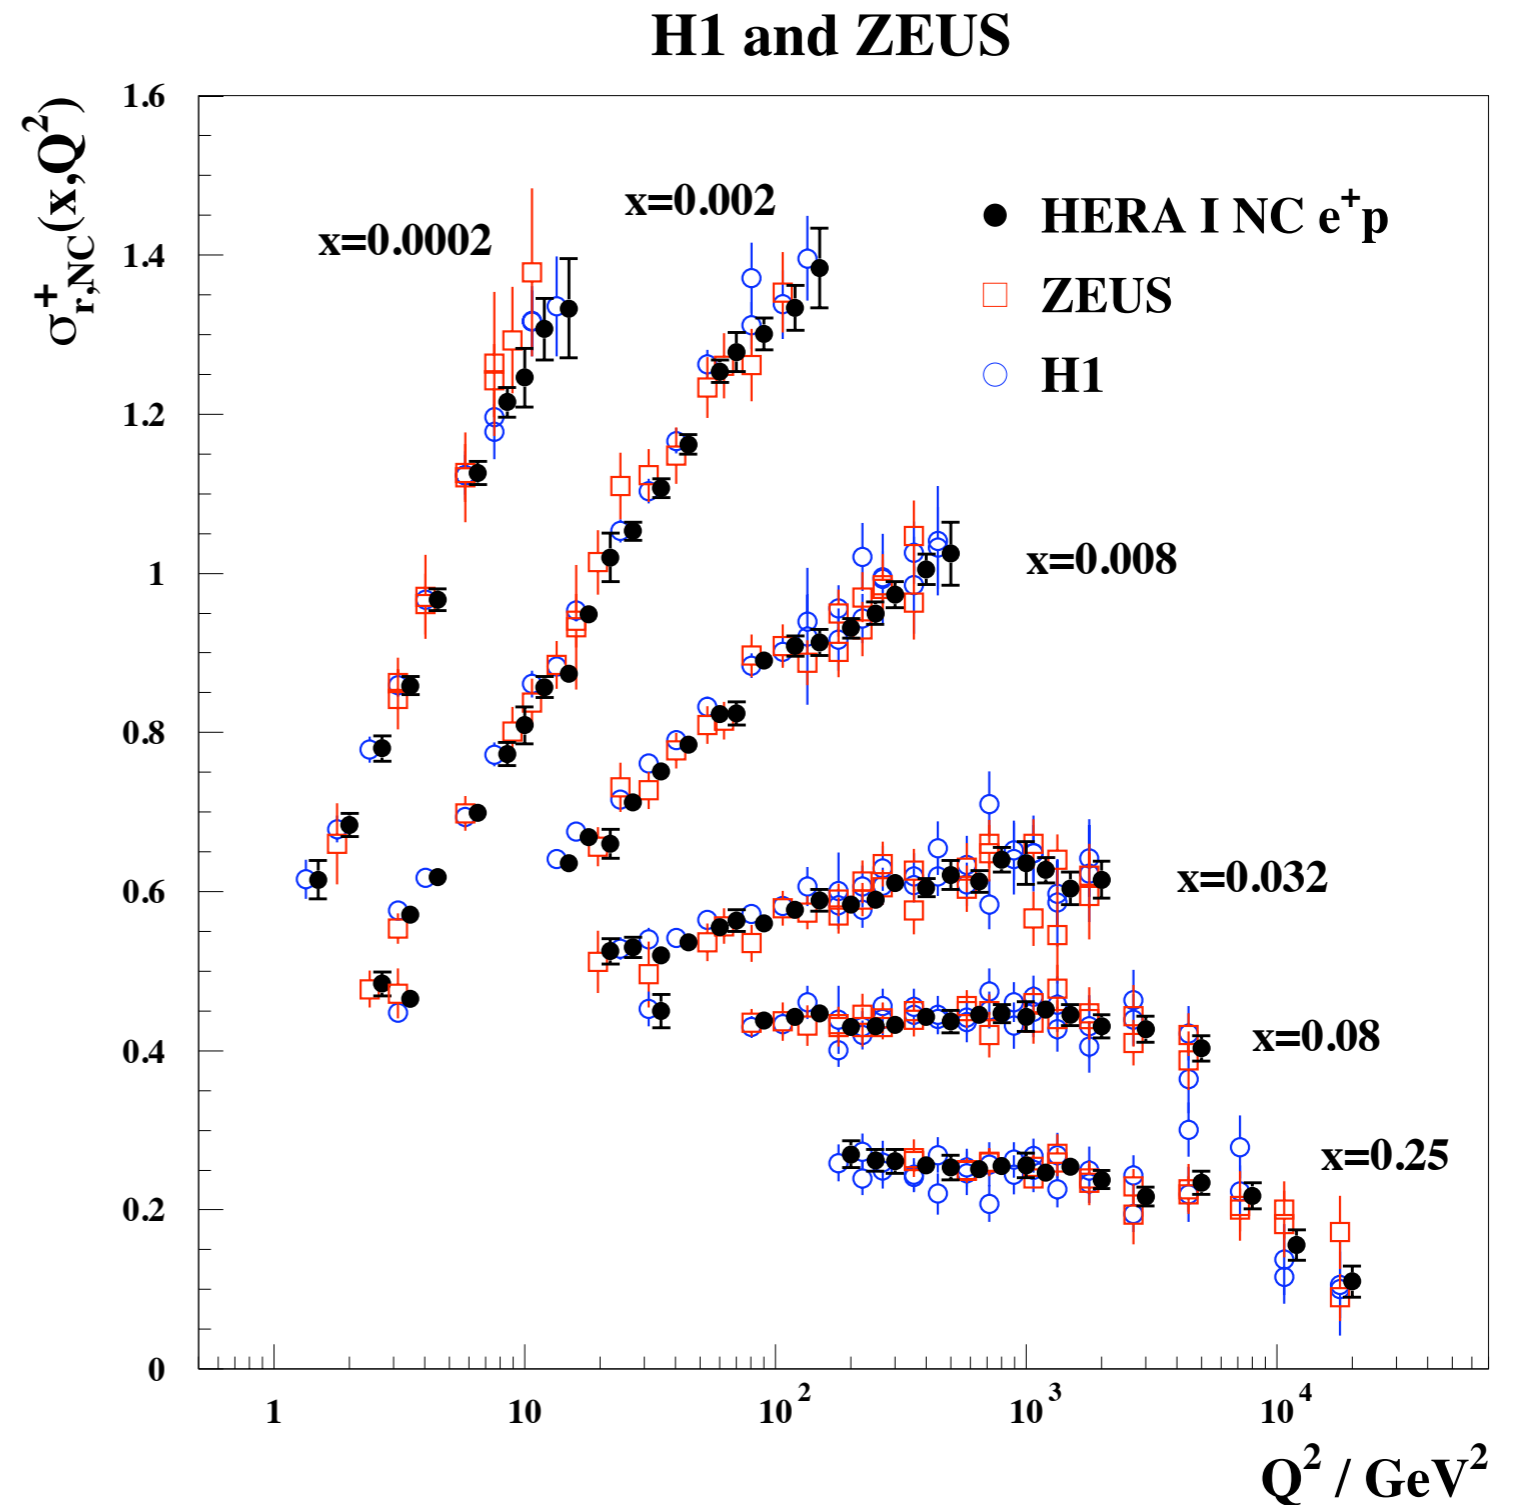 H1 and ZEUS
σ⁺r,NC(x,Q²)
1.6
1.4
1.2
1
0.8
0.6
0.4
0.2
0
x=0.0002
x=0.002
x=0.008
x=0.032
x=0.08
x=0.25
HERA I NC e⁺p
ZEUS
H1
1
10
10²
10³
10⁴
Q² / GeV²